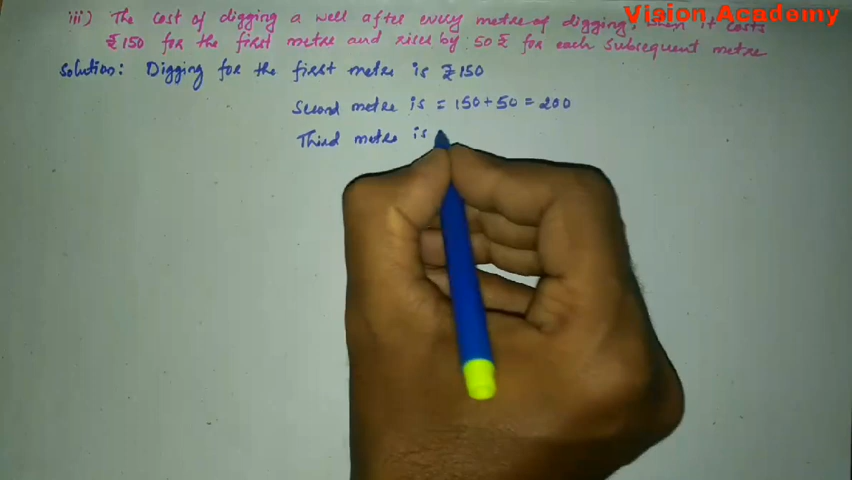 Vision Academy
iii) The cost of digging a well after every metre of digging, when it costs
₹150 for the first metre and rises by 50₹ for each subsequent metre
Solution: Digging for the first metre is ₹150
Second metre is = 150+50 = 200
Third metre is